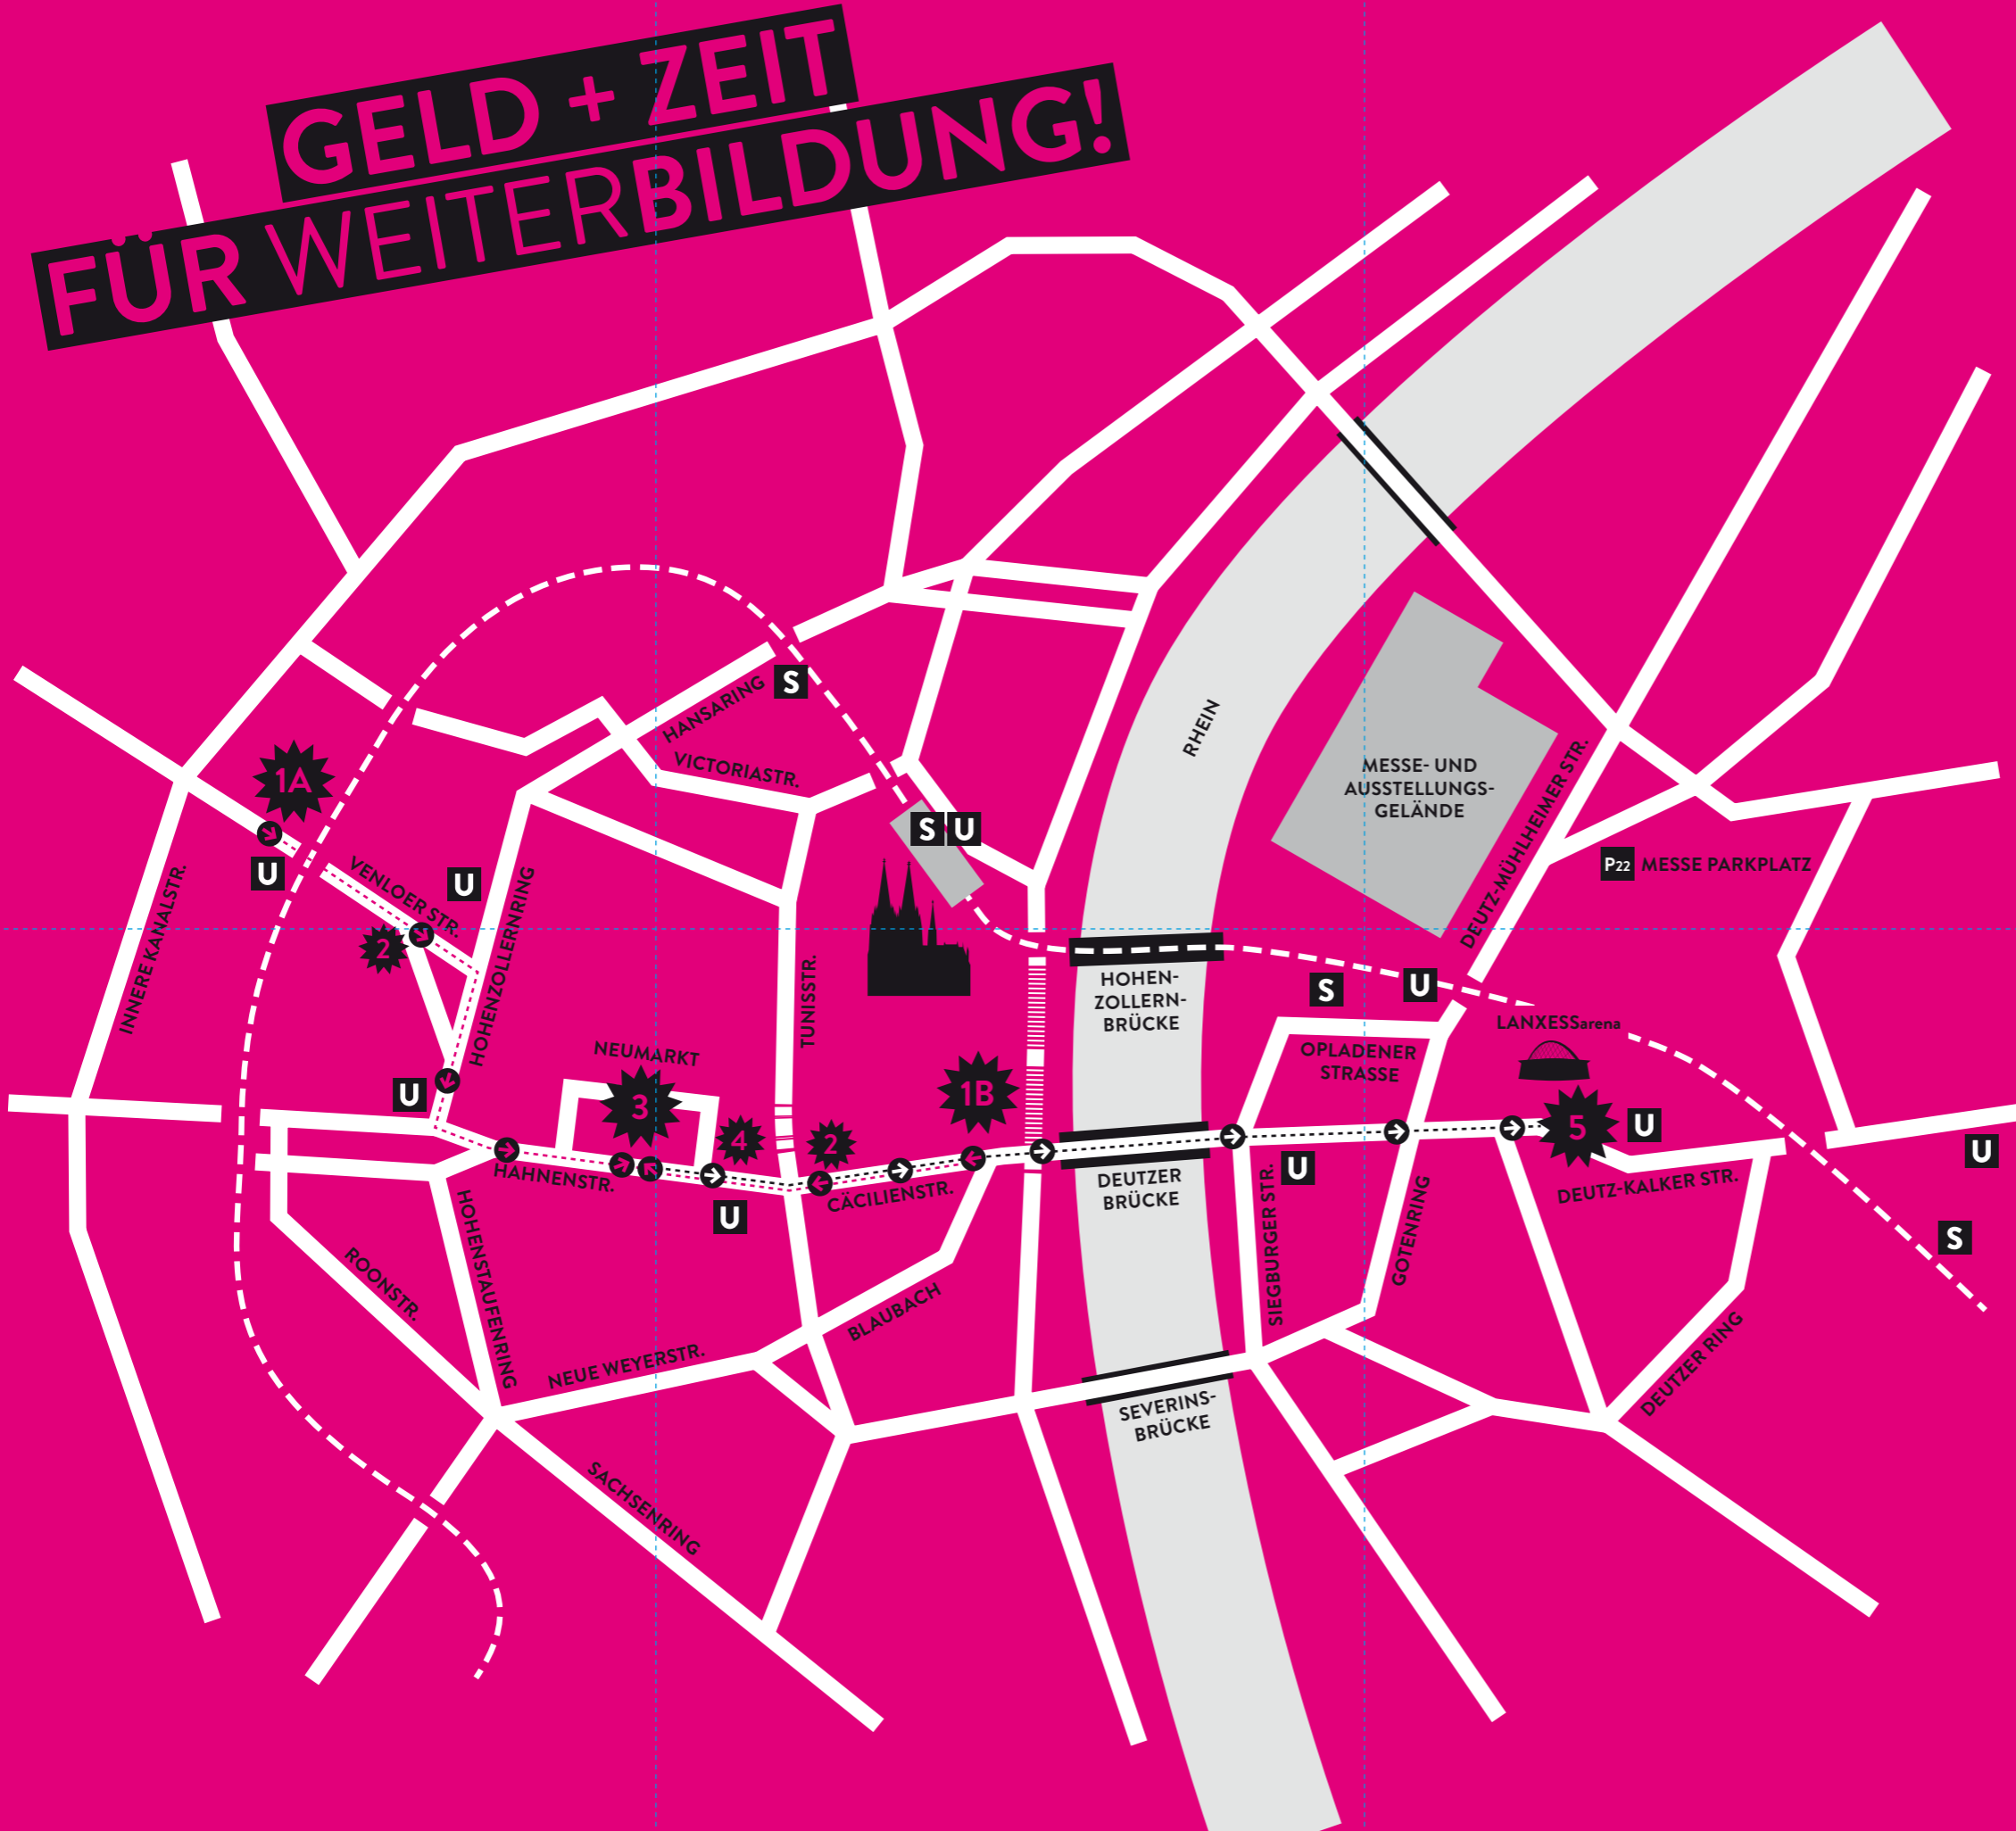 GELD + ZEIT
FÜR WEITERBILDUNG!
HANSARING
S
VICTORIASTR.
RHEIN
MESSE- UND
AUSSTELLUNGS-
GELÄNDE
DEUTZ-MÜHLHEIMER STR.
1A
S U
P22 MESSE PARKPLATZ
U
VENLOER STR.
U
INNERE KANALSTR.
2
HOHENZOLLERNRING
TUNISSTR.
HOHEN-
ZOLLERN-
BRÜCKE
S
U
LANXESSarena
OPLADENER
STRASSE
U
NEUMARKT
3
4
2
1B
5
U
U
HAHNENSTR.
U
CÄCILIENSTR.
DEUTZER
BRÜCKE
U
DEUTZ-KALKER STR.
SIEGBURGER STR.
GOTENRING
S
ROONSTR.
HOHENSTAUFENRING
BLAUBACH
NEUE WEYERSTR.
DEUTZER RING
SEVERINS-
BRÜCKE
SACHSENRING